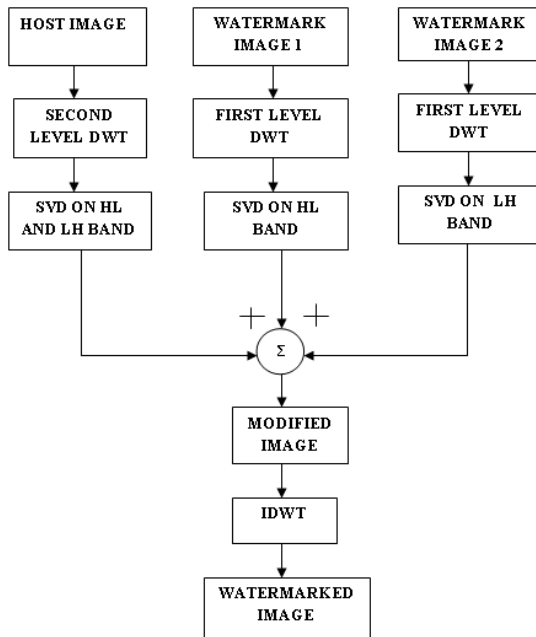 HOST IMAGE
WATERMARK
IMAGE 1
WATERMARK
IMAGE 2
SECOND
LEVEL DWT
FIRST LEVEL
DWT
FIRST LEVEL
DWT
SVD ON HL
AND LH BAND
SVD ON HL
BAND
SVD ON LH
BAND
+ +
Σ
MODIFIED
IMAGE
IDWT
WATERMARKED
IMAGE